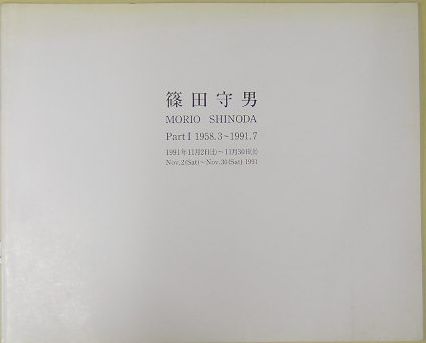 篠田守男
MORIO SHINODA
Part I 1958.3~1991.7
1991年11月2日(土)~11月30日(土)
Nov.2(Sat)~Nov.30(Sat) 1991